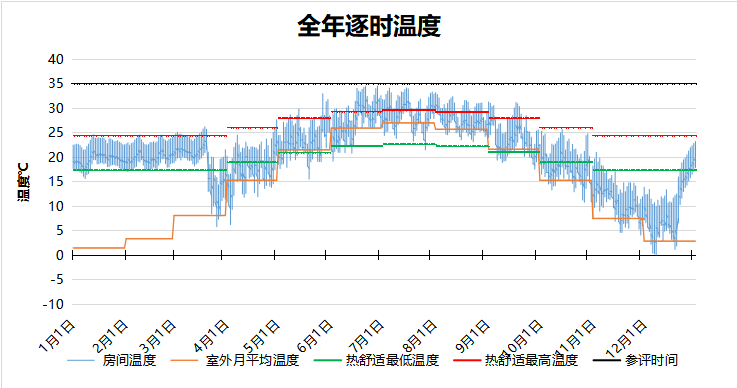 全年逐时温度
温度℃
40
35
30
25
20
15
10
5
0
-5
-10
1月1日
2月1日
3月1日
4月1日
5月1日
6月1日
7月1日
8月1日
9月1日
10月1日
11月1日
12月1日
房间温度 室外月平均温度 热舒适最低温度 热舒适最高温度 参评时间